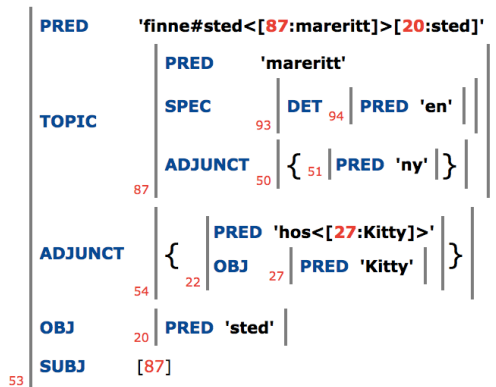 PRED 'finne#sted<[87:mareritt]>[20:sted]'
PRED 'mareritt'
SPEC 93 DET 94 PRED 'en'
TOPIC
ADJUNCT 50 { 51 PRED 'ny' }
87
PRED 'hos<[27:Kitty]>'
ADJUNCT { 22 OBJ 27 PRED 'Kitty' }
54
OBJ 20 PRED 'sted'
SUBJ [87]
53